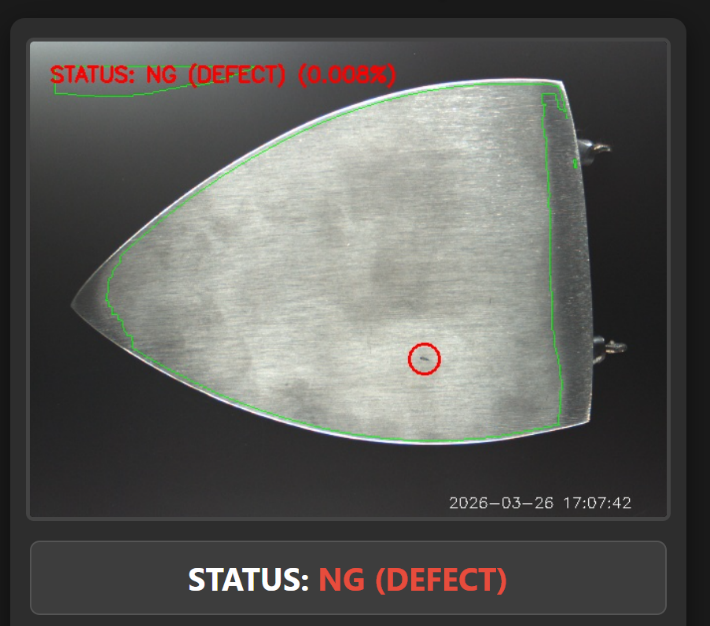 STATUS: NG (DEFECT) (0.008%)
2026-03-26 17:07:42
STATUS: NG (DEFECT)